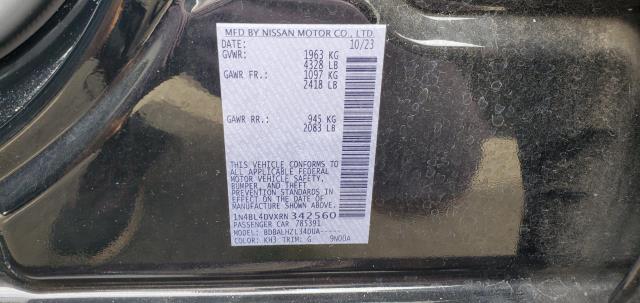 MFD BY NISSAN MOTOR CO., LTD.
DATE: 10/23
GVWR: 1963 KG
4328 LB
GAWR FR: 1097 KG
2418 LB
GAWR RR: 945 KG
2083 LB
THIS VEHICLE CONFORMS TO
ALL APPLICABLE FEDERAL
MOTOR VEHICLE SAFETY,
BUMPER, AND THEFT
PREVENTION STANDARDS IN
EFFECT ON THE DATE OF
MANUFACTURE SHOWN ABOVE.
1N4BL4DVXRN342560
PASSENGER CAR 785391
MODEL: BDBALHZL34DUA-----
COLOR: KH3 TRIM: G 9N00A